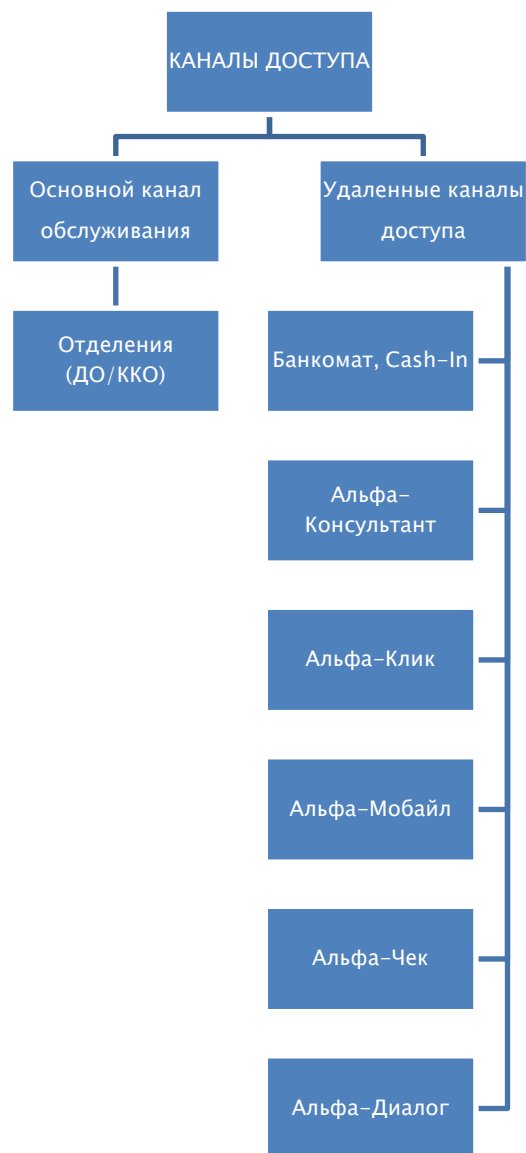 КАНАЛЫ ДОСТУПА
Основной канал
обслуживания
Удаленные каналы
доступа
Отделения
(ДО/ККО)
Банкомат, Cash-In
Альфа-
Консультант
Альфа-Клик
Альфа-Мобайл
Альфа-Чек
Альфа-Диалог